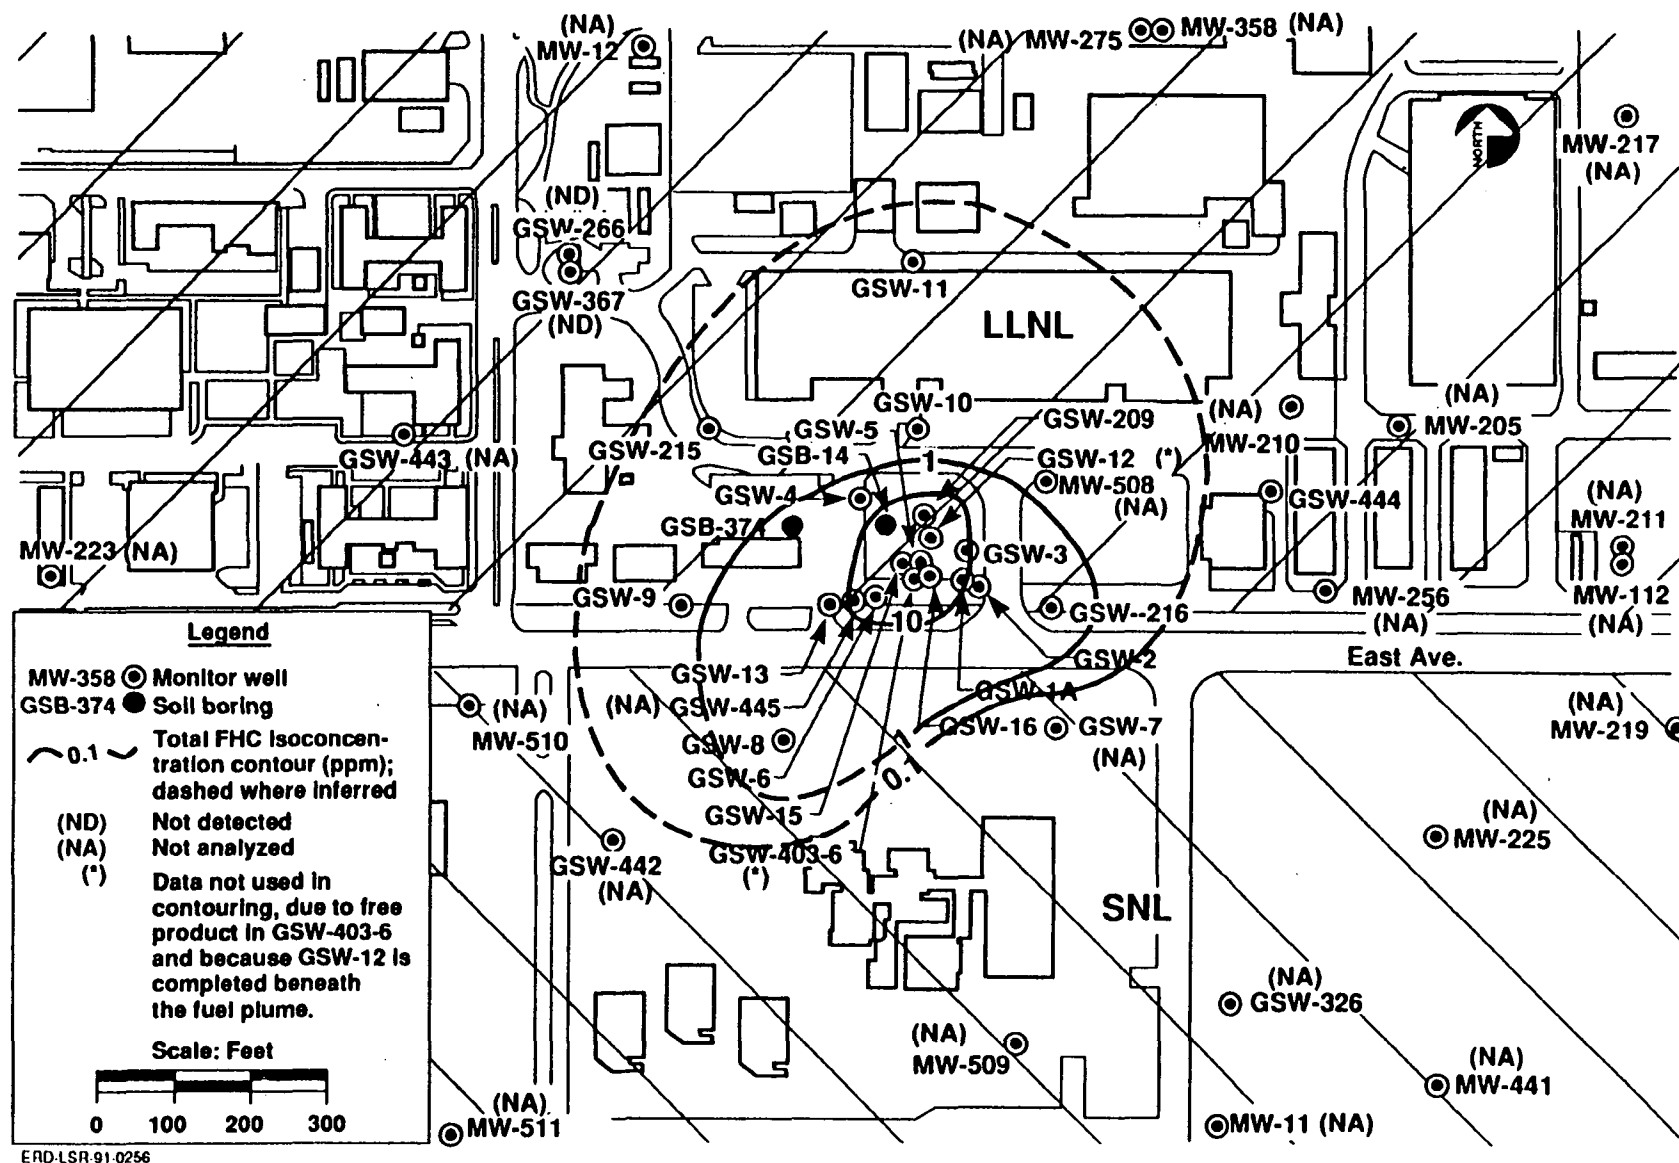 (NA)
MW-12
(NA) MW-275
MW-358 (NA)
NORTH
MW-217
(NA)
(ND)
GSW-266
GSW-367
(ND)
GSW-11
LLNL
GSW-10
GSW-5
GSW-209
(NA)
MW-210
(NA)
MW-205
GSW-443 (NA)
GSW-215
GSB-14
1
GSW-12 (*)
MW-508
(NA)
GSW-4
GSW-444
(NA)
MW-211
GSB-374
GSW-3
MW-223 (NA)
GSW-9
10
GSW--216
MW-256
(NA)
MW-112
(NA)
East Ave.
GSW-13
GSW-2
GSW-1A
(NA) GSW-445
GSW-16
GSW-7
(NA)
(NA)
MW-510
(NA)
MW-219
GSW-8
GSW-6
1
0.1
GSW-15
GSW-403-6
(*)
GSW-442
(NA)
(NA)
MW-225
SNL
(NA)
GSW-326
(NA)
MW-509
(NA)
MW-441
(NA)
MW-511
MW-11 (NA)
Legend
MW-358 Monitor well
GSB-374 Soil boring
0.1 Total FHC isoconcen-
tration contour (ppm);
dashed where inferred
(ND) Not detected
(NA) Not analyzed
(*) Data not used in
contouring, due to free
product in GSW-403-6
and because GSW-12 is
completed beneath
the fuel plume.
Scale: Feet
0 100 200 300
ERD-LSR-91-0256